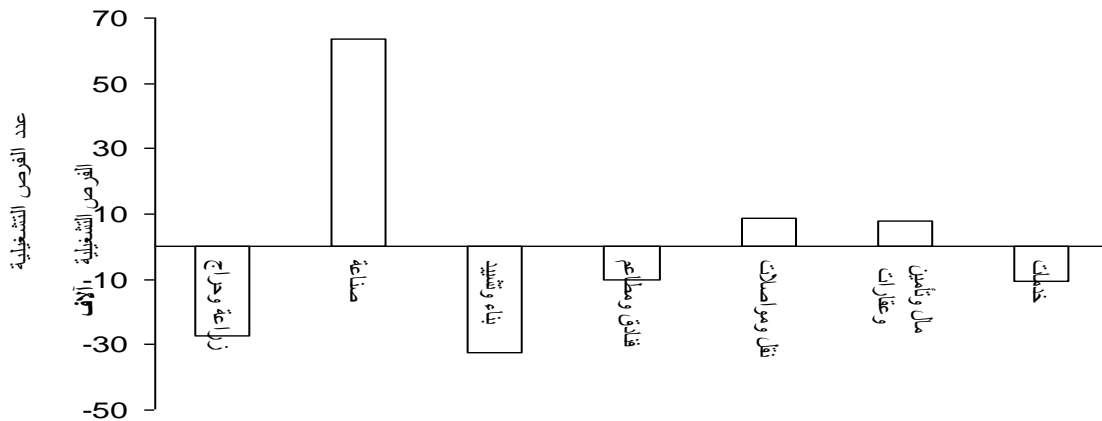 70
50
30
10
-10
-30
-50
عدد الفرص التشغيلية
الفرص التشغيلية
آلاف
زراعة وحراج
صناعة
بناء وتشييد
فنادق ومطاعم
نقل ومواصلات
مال وتأمين
وعقارات
خدمات